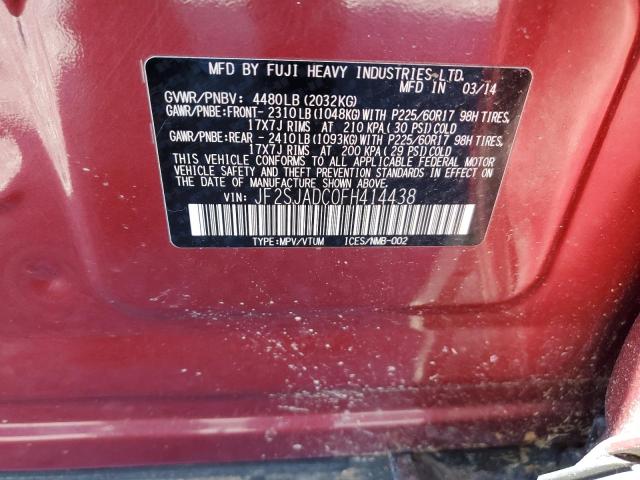 MFD BY FUJI HEAVY INDUSTRIES,LTD.
MFD IN 03/14
GVWR/PNBV: 4480LB (2032KG)
GAWR/PNBE:FRONT- 2310LB (1048KG)WITH P225/60R17 98H TIRES,
17X7J RIMS AT 210 KPA (30 PSI)COLD
GAWR/PNBE:REAR - 2410LB (1093KG)WITH P225/60R17 98H TIRES,
17X7J RIMS AT 200 KPA (29 PSI)COLD
THIS VEHICLE CONFORMS TO ALL APPLICABLE FEDERAL MOTOR
VEHICLE SAFETY AND THEFT PREVENTION STANDARDS IN EFFECT
ON THE DATE OF MANUFACTURE SHOWN ABOVE.
VIN: JF2SJADC0FH414438
TYPE:MPV/VTUM ICES/NMB-002